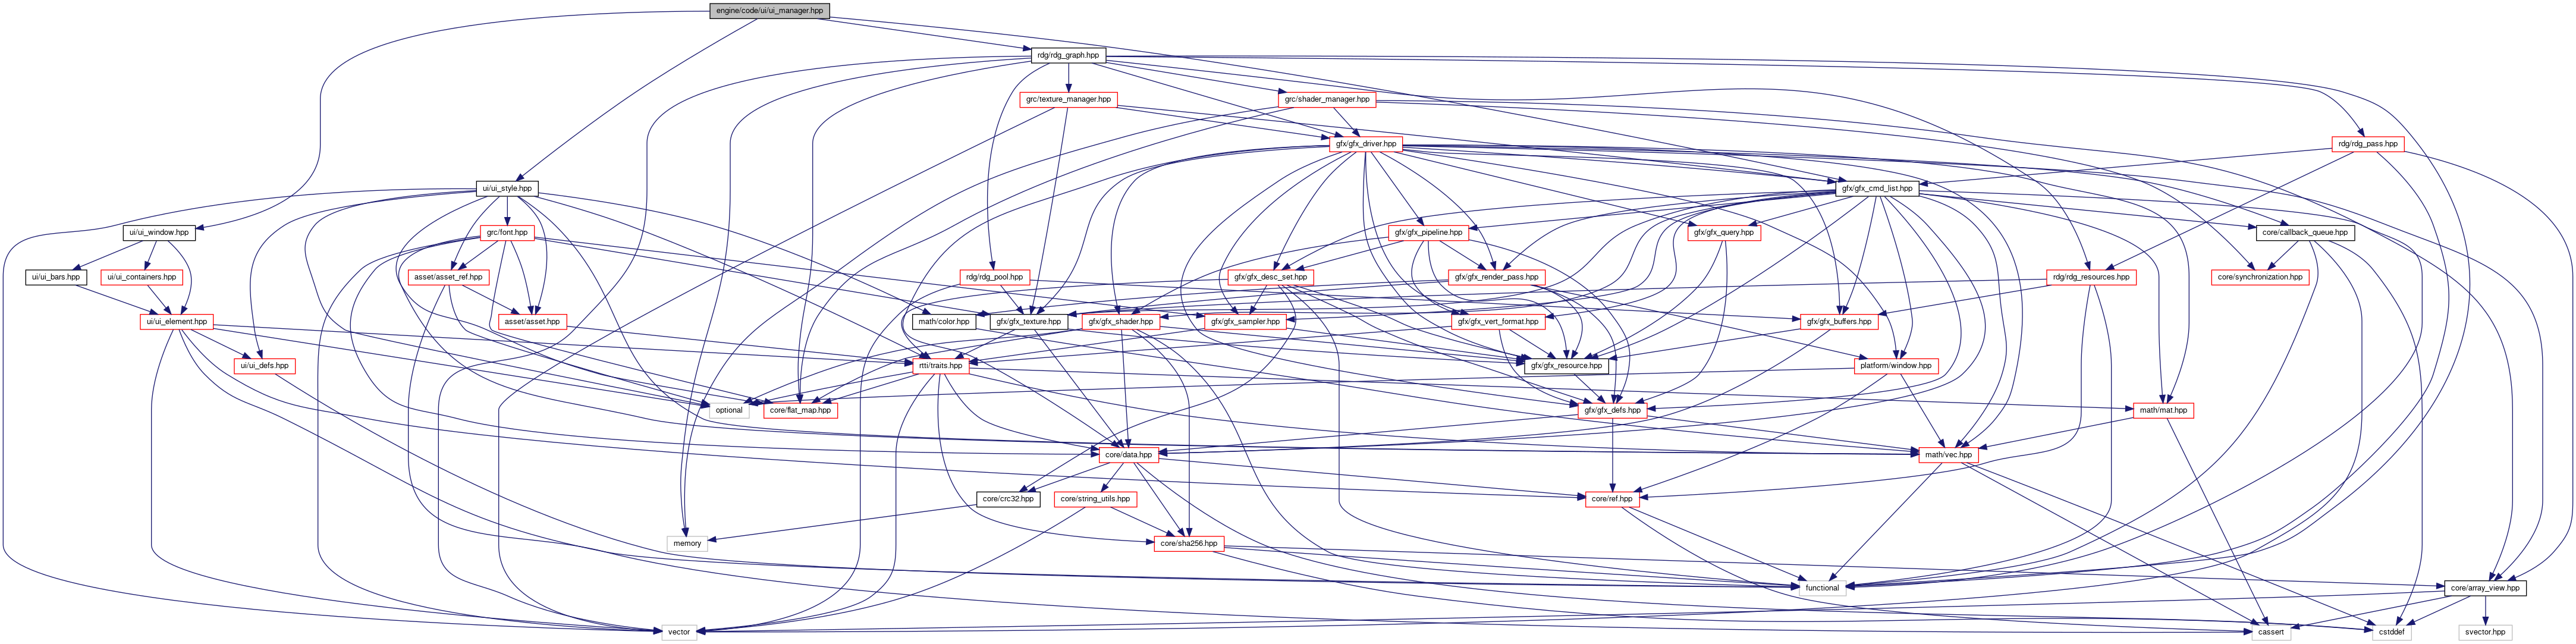 engine/code/ui/ui_manager.hpp
rdg/rdg_graph.hpp
grc/texture_manager.hpp
grc/shader_manager.hpp
gfx/gfx_driver.hpp
rdg/rdg_pass.hpp
ui/ui_style.hpp
gfx/gfx_cmd_list.hpp
ui/ui_window.hpp
grc/font.hpp
gfx/gfx_pipeline.hpp
gfx/gfx_query.hpp
core/callback_queue.hpp
ui/ui_bars.hpp
ui/ui_containers.hpp
asset/asset_ref.hpp
rdg/rdg_pool.hpp
gfx/gfx_desc_set.hpp
gfx/gfx_render_pass.hpp
rdg/rdg_resources.hpp
core/synchronization.hpp
ui/ui_element.hpp
asset/asset.hpp
math/color.hpp
gfx/gfx_texture.hpp
gfx/gfx_shader.hpp
gfx/gfx_sampler.hpp
gfx/gfx_vert_format.hpp
gfx/gfx_buffers.hpp
ui/ui_defs.hpp
rtti/traits.hpp
gfx/gfx_resource.hpp
platform/window.hpp
optional
core/flat_map.hpp
gfx/gfx_defs.hpp
math/mat.hpp
core/data.hpp
math/vec.hpp
core/crc32.hpp
core/string_utils.hpp
core/ref.hpp
memory
core/sha256.hpp
functional
core/array_view.hpp
vector
cassert
cstddef
svector.hpp